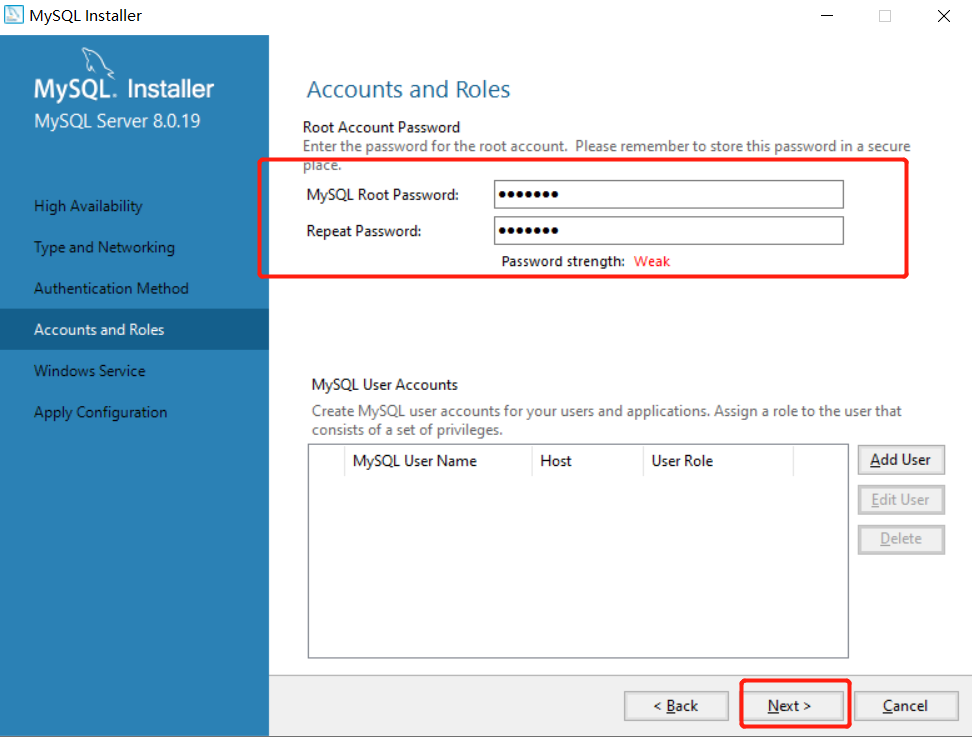 MySQL Installer
MySQL. Installer
MySQL Server 8.0.19
High Availability
Type and Networking
Authentication Method
Accounts and Roles
Windows Service
Apply Configuration
Accounts and Roles
Root Account Password
Enter the password for the root account.  Please remember to store this password in a secure
place.
MySQL Root Password: •••••••
Repeat Password: •••••••
Password strength: Weak
MySQL User Accounts
Create MySQL user accounts for your users and applications. Assign a role to the user that
consists of a set of privileges.
MySQL User Name Host User Role
Add User
Edit User
Delete
< Back Next > Cancel